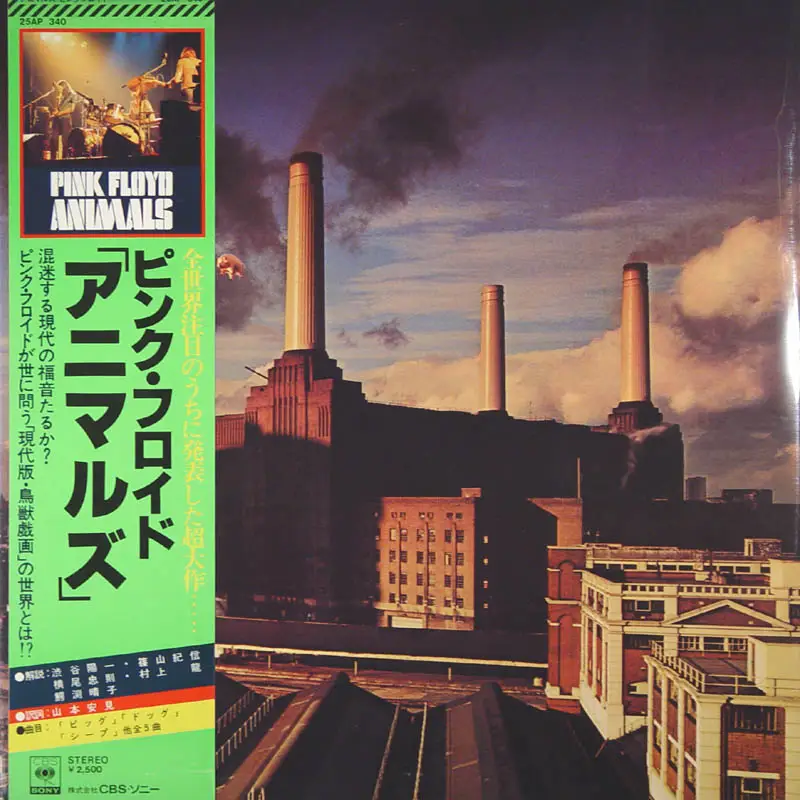 25AP 340
PINK FLOYD
ANIMALS
全世界注目のうちに発表した超大作……
ピンク・フロイド
「アニマルズ」
混迷する現代の福音たるか?
ピンク・フロイドが世に問う「現代版・鳥獣戯画」の世界とは!?
●解説:渋谷陽一・篠山紀信
横尾忠則・村上龍
鯛淵晴子
●訳詞:山本安見
●曲目:「ピッグ」「ドッグ」
「シープ」他全5曲
CBS
SONY
STEREO
¥2,500
株式会社CBS・ソニー